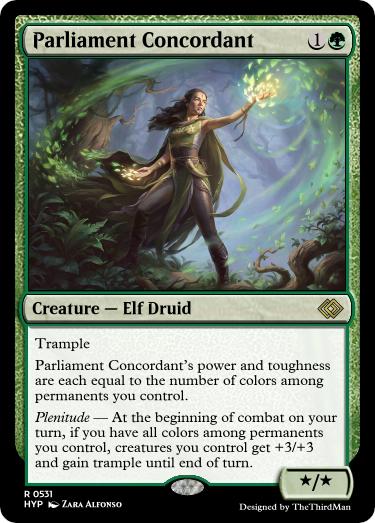 Parliament Concordant 1
Creature — Elf Druid
Trample
Parliament Concordant's power and toughness
are each equal to the number of colors among
permanents you control.
Plenitude — At the beginning of combat on your
turn, if you have all colors among permanents
you control, creatures you control get +3/+3
and gain trample until end of turn.
★/★
R 0531
HYP ZARA ALFONSO
Designed by TheThirdMan